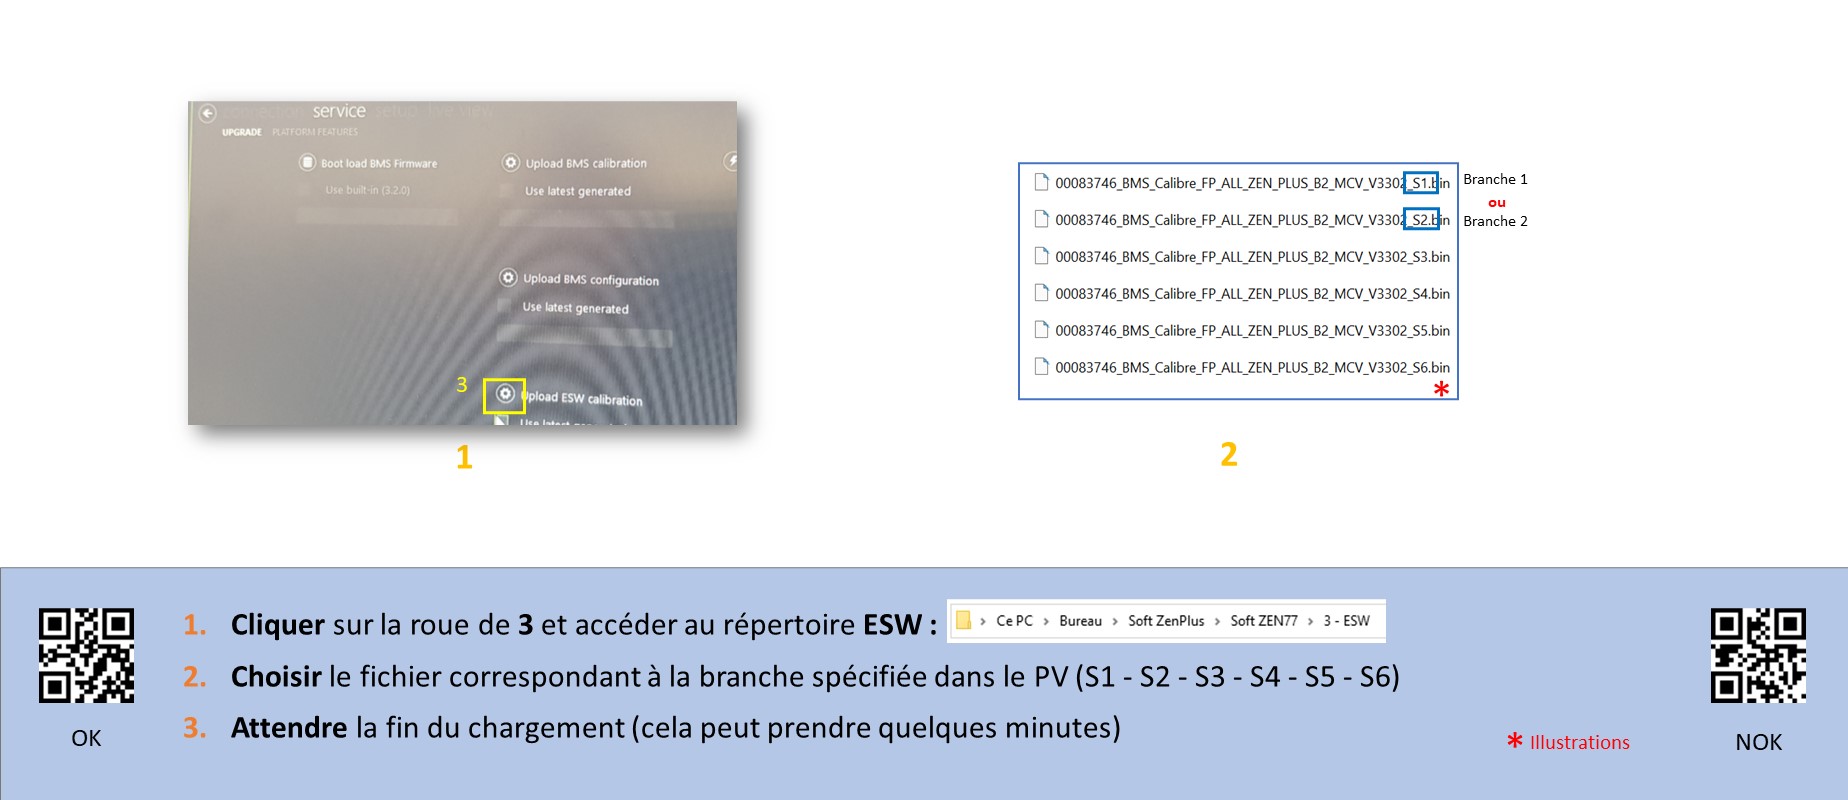 connection service setup live view
UPGRADE PLATFORM FEATURES
Boot load BMS Firmware
Use built-in (3.2.0)
Upload BMS calibration
Use latest generated
Upload BMS configuration
Use latest generated
3
Upload ESW calibration
Use latest
1
00083746_BMS_Calibre_FP_ALL_ZEN_PLUS_B2_MCV_V3302_S1.bin
00083746_BMS_Calibre_FP_ALL_ZEN_PLUS_B2_MCV_V3302_S2.bin
00083746_BMS_Calibre_FP_ALL_ZEN_PLUS_B2_MCV_V3302_S3.bin
00083746_BMS_Calibre_FP_ALL_ZEN_PLUS_B2_MCV_V3302_S4.bin
00083746_BMS_Calibre_FP_ALL_ZEN_PLUS_B2_MCV_V3302_S5.bin
00083746_BMS_Calibre_FP_ALL_ZEN_PLUS_B2_MCV_V3302_S6.bin
*
Branche 1
ou
Branche 2
2
1. Cliquer sur la roue de 3 et accéder au répertoire ESW : > Ce PC > Bureau > Soft ZenPlus > Soft ZEN77 > 3 - ESW
2. Choisir le fichier correspondant à la branche spécifiée dans le PV (S1 - S2 - S3 - S4 - S5 - S6)
3. Attendre la fin du chargement (cela peut prendre quelques minutes)
OK
* Illustrations
NOK